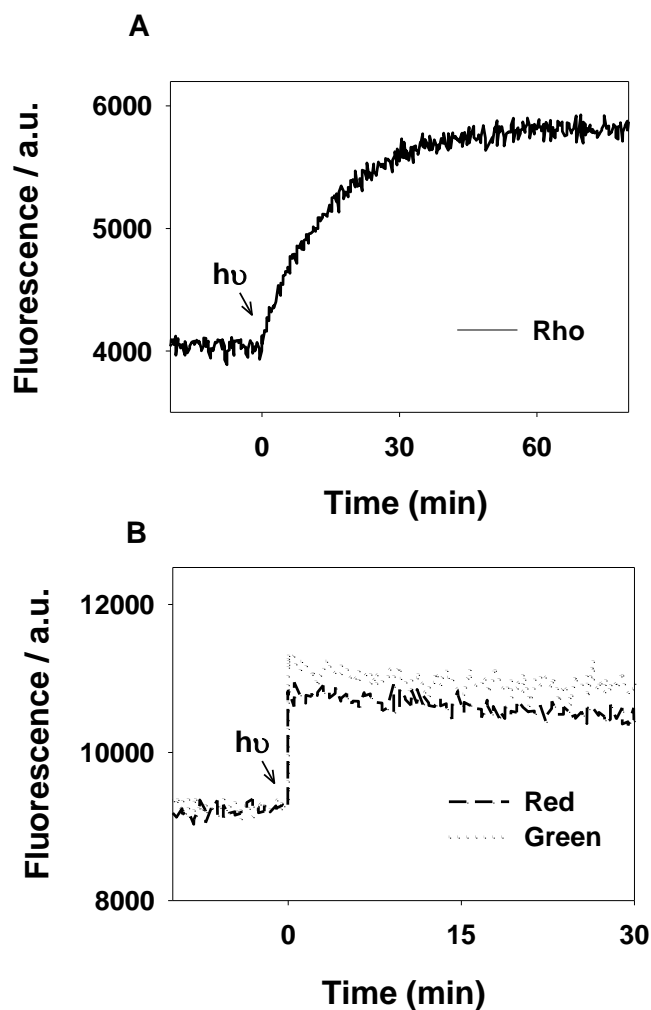 A
Fluorescence / a.u.
6000
5000
4000
hυ
Rho
0 30 60
Time (min)
B
Fluorescence / a.u.
12000
10000
8000
hυ
Red
Green
0 15 30
Time (min)